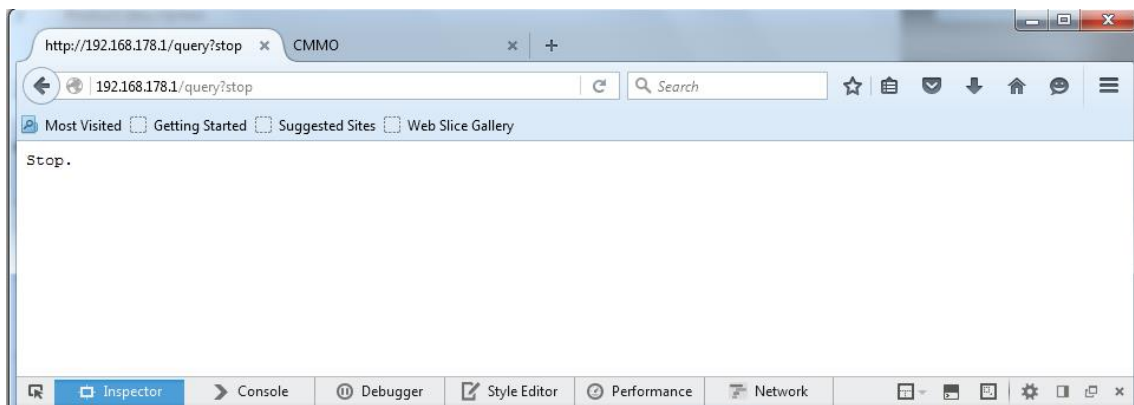 http://192.168.178.1/query?stop CMMO
192.168.178.1/query?stop Search
Most Visited Getting Started Suggested Sites Web Slice Gallery
Stop.
Inspector Console Debugger Style Editor Performance Network